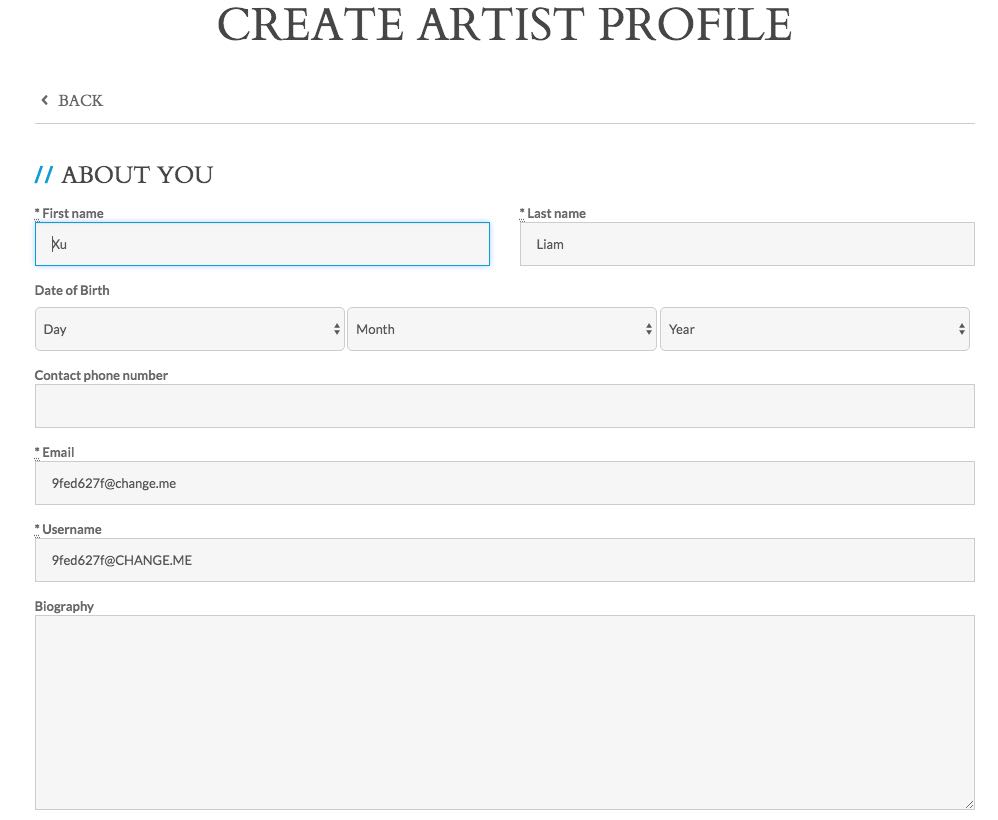 CREATE ARTIST PROFILE
BACK
// ABOUT YOU
* First name * Last name
Xu Liam
Date of Birth
Day Month Year
Contact phone number
* Email
9fed627f@change.me
* Username
9fed627f@CHANGE.ME
Biography